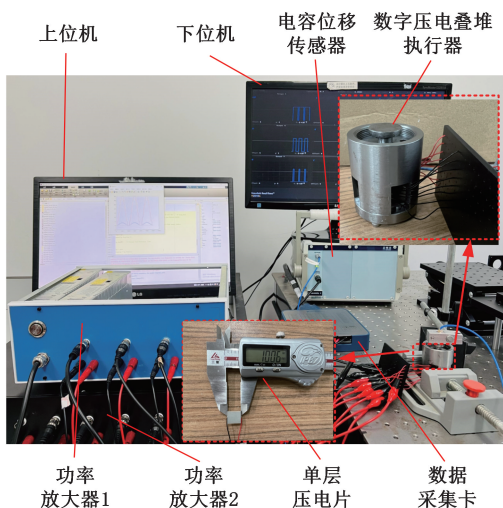 上位机
下位机
电容位移
传感器
数字压电叠堆
执行器
LG
功率
放大器1
功率
放大器2
单层
压电片
数据
采集卡